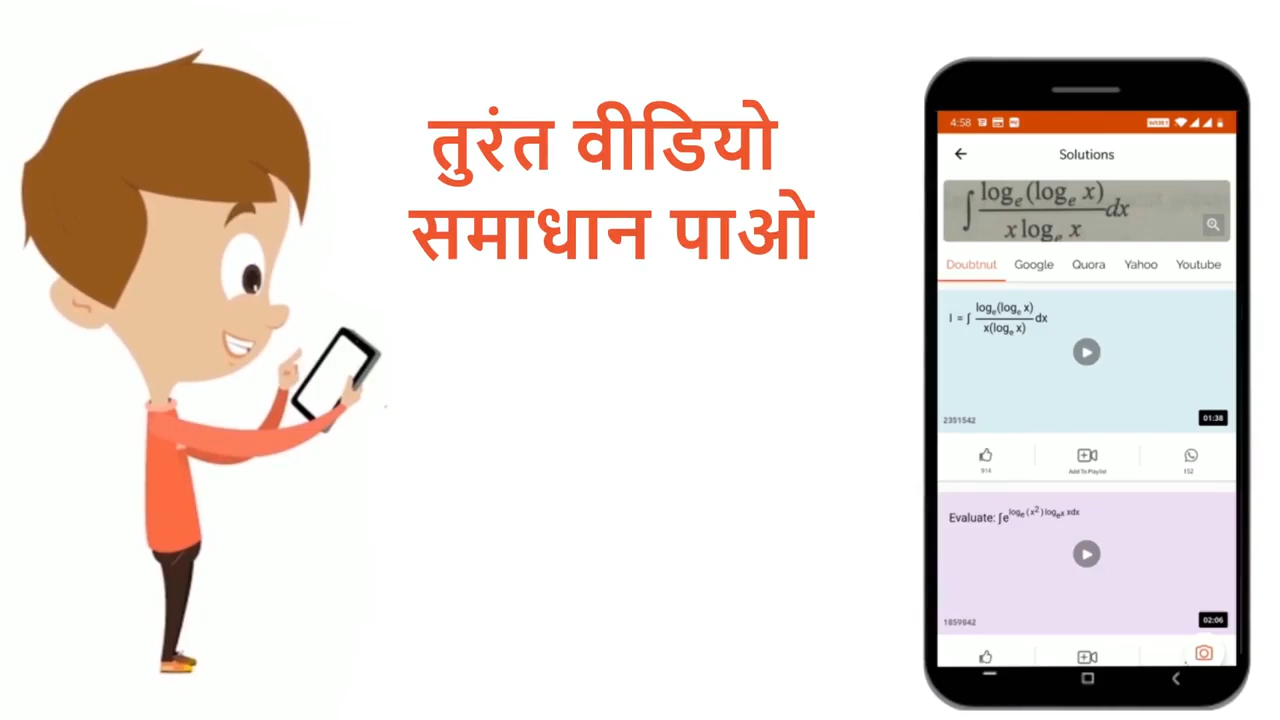 तुरंत वीडियो
समाधान पाओ
4:58
Solutions
∫ logₑ(logₑ x) / x logₑ x dx
Doubtnut Google Quora Yahoo Youtube
I = ∫ logₑ(logₑ x) / x(logₑ x) dx
2351542 01:38
914 Add To Playlist 152
Evaluate: ∫e^logₑ(x²)logₑx xdx
1859842 02:06